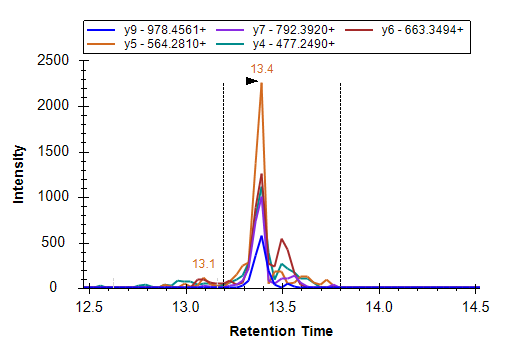 y9 - 978.4561+ y7 - 792.3920+ y6 - 663.3494+
y5 - 564.2810+ y4 - 477.2490+
2500
2000
1500
1000
500
0
Intensity
13.4
13.1
12.5 13.0 13.5 14.0 14.5
Retention Time